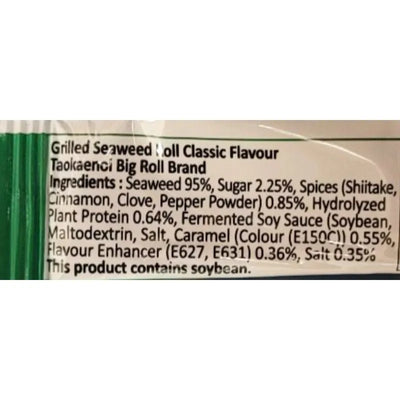 Grilled Seaweed Roll Classic Flavour
Taokaenoi Big Roll Brand
Ingredients : Seaweed 95%, Sugar 2.25%, Spices (Shiitake,
Cinnamon, Clove, Pepper Powder) 0.85%, Hydrolyzed
Plant Protein 0.64%, Fermented Soy Sauce (Soybean,
Maltodextrin, Salt, Caramel (Colour (E150C)) 0.55%,
Flavour Enhancer (E627, E631) 0.36%, Salt 0.35%
This product contains soybean.